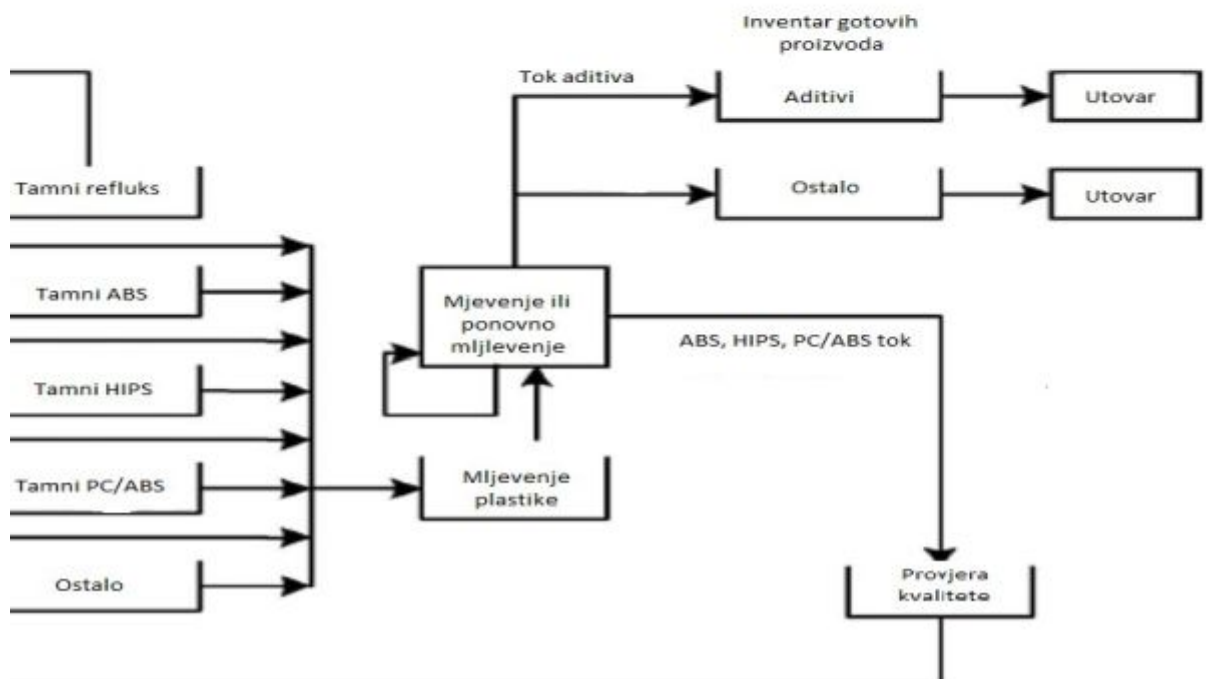 Inventar gotovih
proizvoda
Tok aditiva
Aditivi
Utovar
Tamni refluks
Ostalo
Utovar
Tamni ABS
Mjevenje ili
ponovno
mljlevenje
ABS, HIPS, PC/ABS tok
Tamni HIPS
Tamni PC/ABS
Mljevenje
plastike
Ostalo
Provjera
kvalitete